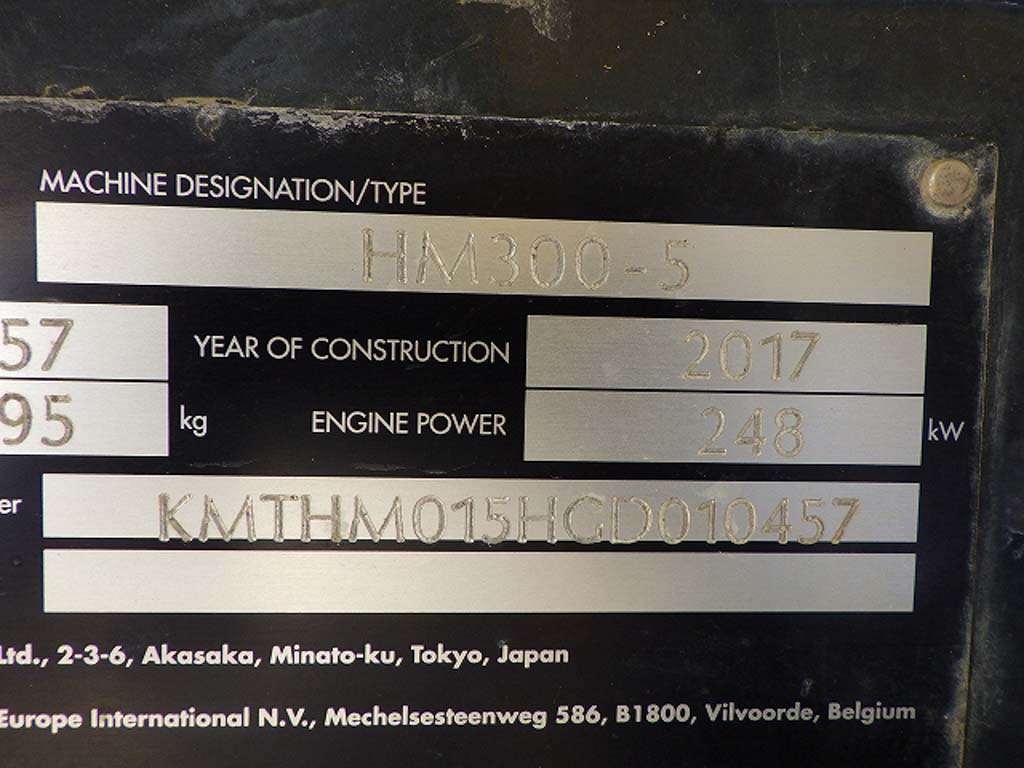 MACHINE DESIGNATION/TYPE
HM300-5
57 YEAR OF CONSTRUCTION 2017
95 kg ENGINE POWER 248 kW
er KMTHM015HGD010457
Ltd., 2-3-6, Akasaka, Minato-ku, Tokyo, Japan
Europe International N.V., Mechelsesteenweg 586, B1800, Vilvoorde, Belgium